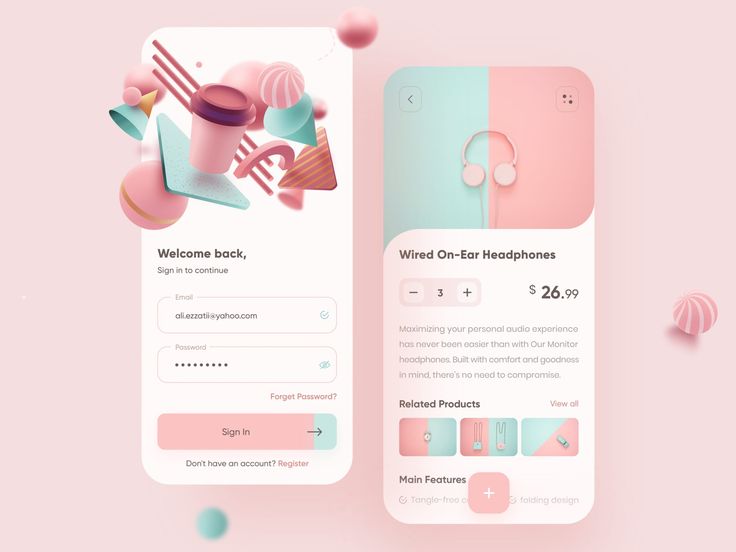 Welcome back,
Sign in to continue
Email
ali.ezzatii@yahoo.com
Password
Forget Password?
Sign In
Don't have an account? Register
Wired On-Ear Headphones
3
$ 26.99
Maximizing your personal audio experience
has never been easier than with Our Monitor
headphones. Built with comfort and goodness
in mind, there's no need to compromise.
Related Products
View all
Main Features
Tangle-free
folding design